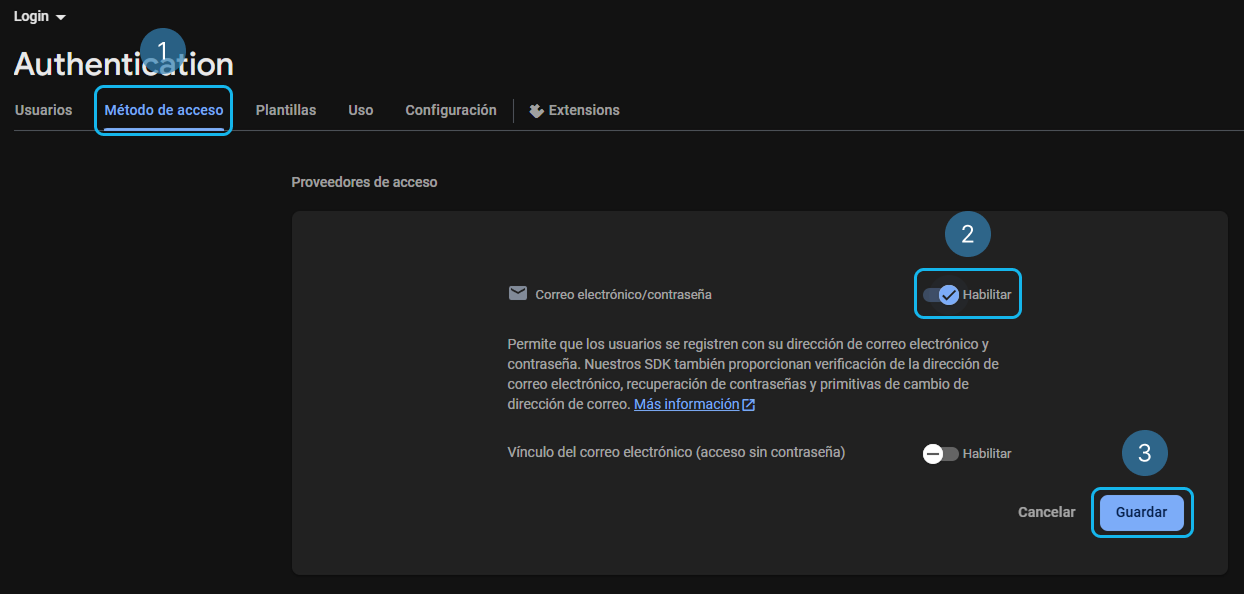 Login
1
Authentication
Usuarios Método de acceso Plantillas Uso Configuración Extensions
Proveedores de acceso
2
Correo electrónico/contraseña Habilitar
Permite que los usuarios se registren con su dirección de correo electrónico y
contraseña. Nuestros SDK también proporcionan verificación de la dirección de
correo electrónico, recuperación de contraseñas y primitivas de cambio de
dirección de correo. Más información
Vínculo del correo electrónico (acceso sin contraseña) Habilitar
3
Cancelar Guardar